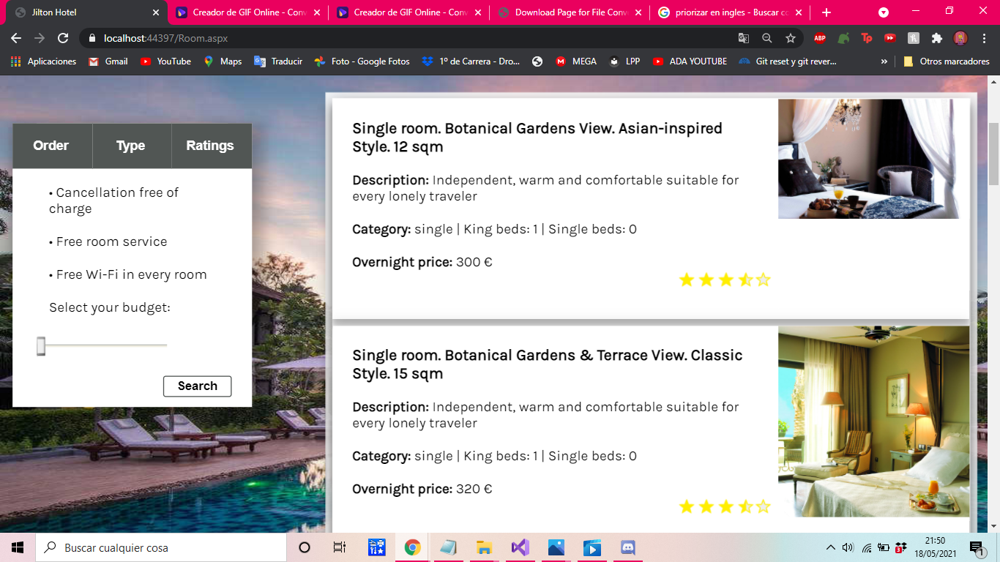 Jilton Hotel
Creador de GIF Online - Conv
Creador de GIF Online - Conv
Download Page for File Conv
priorizar en ingles - Buscar co
localhost:44397/Room.aspx
ABP
Aplicaciones
Gmail
YouTube
Maps
Traducir
Foto - Google Fotos
1º de Carrera - Dro...
MEGA
LPP
ADA YOUTUBE
Git reset y git rever...
»
Otros marcadores
Order
Type
Ratings
• Cancellation free of
charge
• Free room service
• Free Wi-Fi in every room
Select your budget:
Search
Single room. Botanical Gardens View. Asian-inspired
Style. 12 sqm
Description: Independent, warm and comfortable suitable for
every lonely traveler
Category: single | King beds: 1 | Single beds: 0
Overnight price: 300 €
Single room. Botanical Gardens & Terrace View. Classic
Style. 15 sqm
Description: Independent, warm and comfortable suitable for
every lonely traveler
Category: single | King beds: 1 | Single beds: 0
Overnight price: 320 €
Buscar cualquier cosa
3
21:50
18/05/2021
1